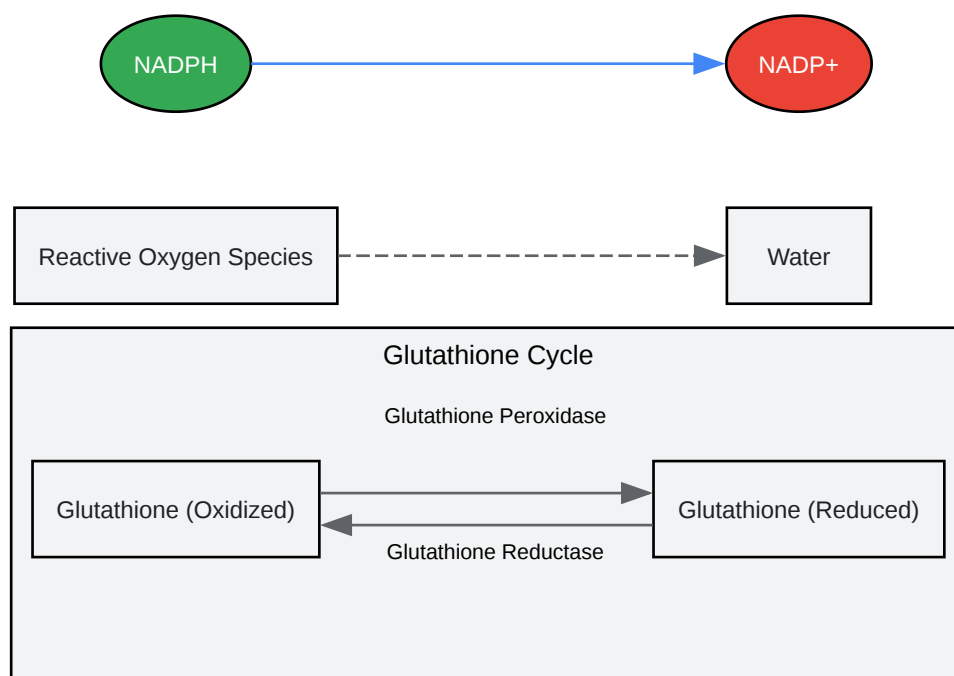 NADPH
NADP+
Reactive Oxygen Species
Water
Glutathione Cycle
Glutathione Peroxidase
Glutathione (Oxidized)
Glutathione (Reduced)
Glutathione Reductase